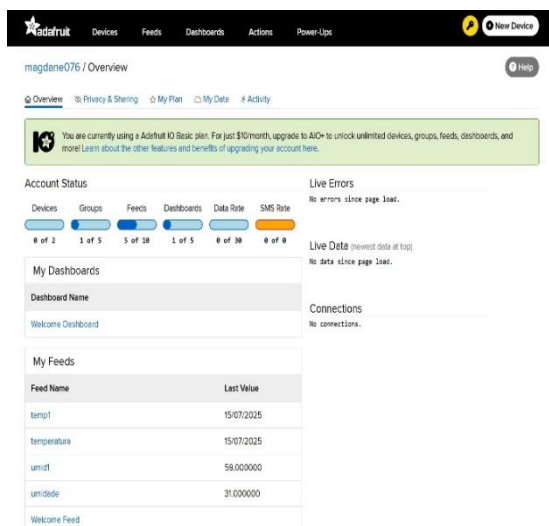 adafruit Devices Feeds Dashboards Actions Power-Ups New Device
magdane076 / Overview Help
Overview Privacy & Sharing My Plan My Data Activity
You are currently using a Adafruit IO Basic plan. For just $10/month, upgrade to AIO+ to unlock unlimited devices, groups, feeds, dashboards, and
more! Learn about the other features and benefits of upgrading your account here.
Account Status
Devices Groups Feeds Dashboards Data Rate SMS Rate
0 of 2 1 of 5 5 of 10 1 of 5 0 of 30 0 of 0
My Dashboards
Dashboard Name
Welcome Dashboard
My Feeds
Feed Name Last Value
temp1 15/07/2025
temperatura 15/07/2025
umid1 59.000000
umidade 31.000000
Welcome Feed
Live Errors
No errors since page load.
Live Data (newest data at top)
No data since page load.
Connections
No connections.